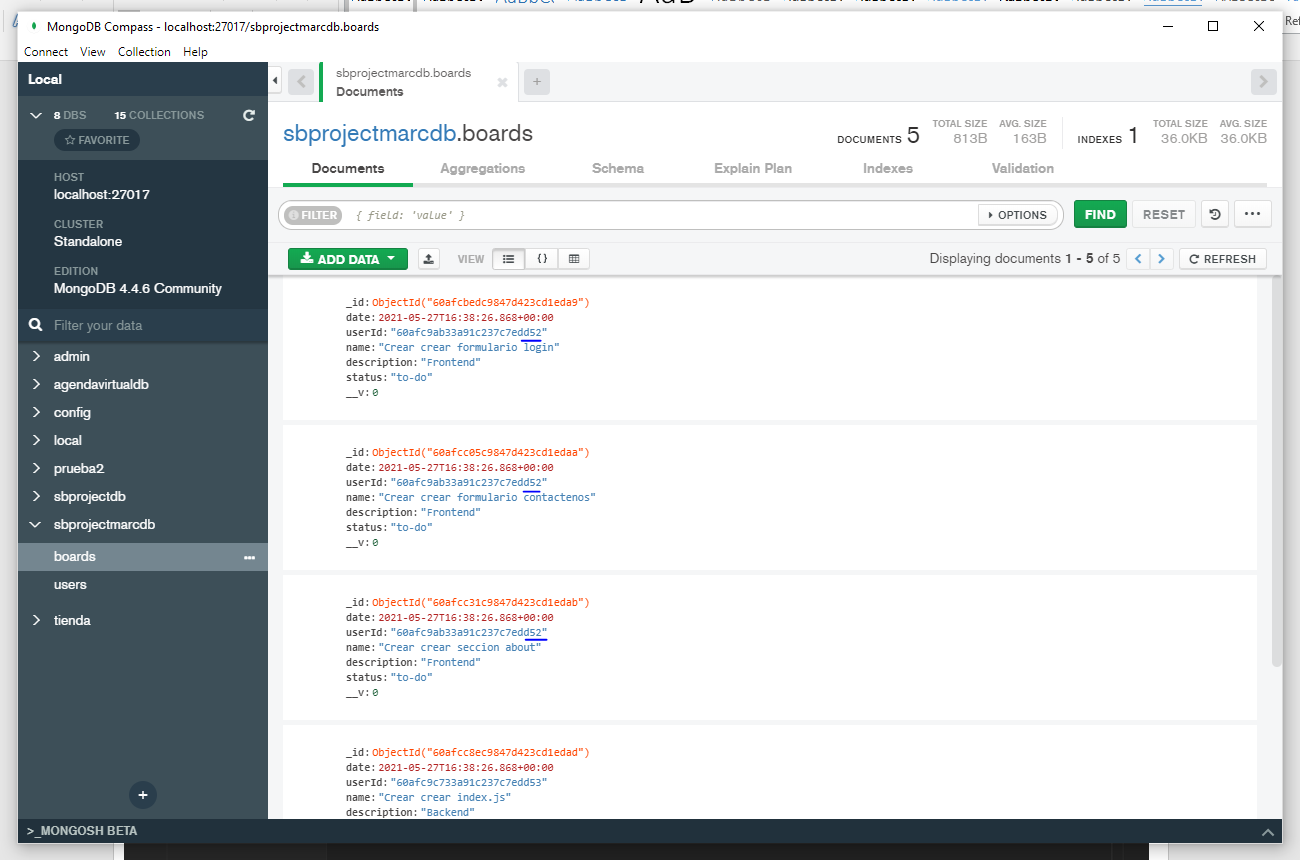 MongoDB Compass - localhost:27017/sbprojectmarcdb.boards
Connect View Collection Help
Local
8 DBS 15 COLLECTIONS
FAVORITE
HOST
localhost:27017
CLUSTER
Standalone
EDITION
MongoDB 4.4.6 Community
Filter your data
admin
agendavirtualdb
config
local
prueba2
sbprojectdb
sbprojectmarcdb
boards
users
tienda
>_MONGOSH BETA
sbprojectmarcdb.boards
Documents
sbprojectmarcdb.boards
DOCUMENTS 5 TOTAL SIZE 813B AVG. SIZE 163B INDEXES 1 TOTAL SIZE 36.0KB AVG. SIZE 36.0KB
Documents Aggregations Schema Explain Plan Indexes Validation
FILTER { field: 'value' } OPTIONS FIND RESET
ADD DATA VIEW {} Displaying documents 1 - 5 of 5 REFRESH
_id: ObjectId("60afcbedc9847d423cd1eda9")
date: 2021-05-27T16:38:26.868+00:00
userId: "60afc9ab33a91c237c7edd52"
name: "Crear crear formulario login"
description: "Frontend"
status: "to-do"
__v: 0
_id: ObjectId("60afcc05c9847d423cd1edaa")
date: 2021-05-27T16:38:26.868+00:00
userId: "60afc9ab33a91c237c7edd52"
name: "Crear crear formulario contactenos"
description: "Frontend"
status: "to-do"
__v: 0
_id: ObjectId("60afcc31c9847d423cd1edab")
date: 2021-05-27T16:38:26.868+00:00
userId: "60afc9ab33a91c237c7edd52"
name: "Crear crear seccion about"
description: "Frontend"
status: "to-do"
__v: 0
_id: ObjectId("60afcc8ec9847d423cd1edad")
date: 2021-05-27T16:38:26.868+00:00
userId: "60afc9c733a91c237c7edd53"
name: "Crear crear index.js"
description: "Backend"